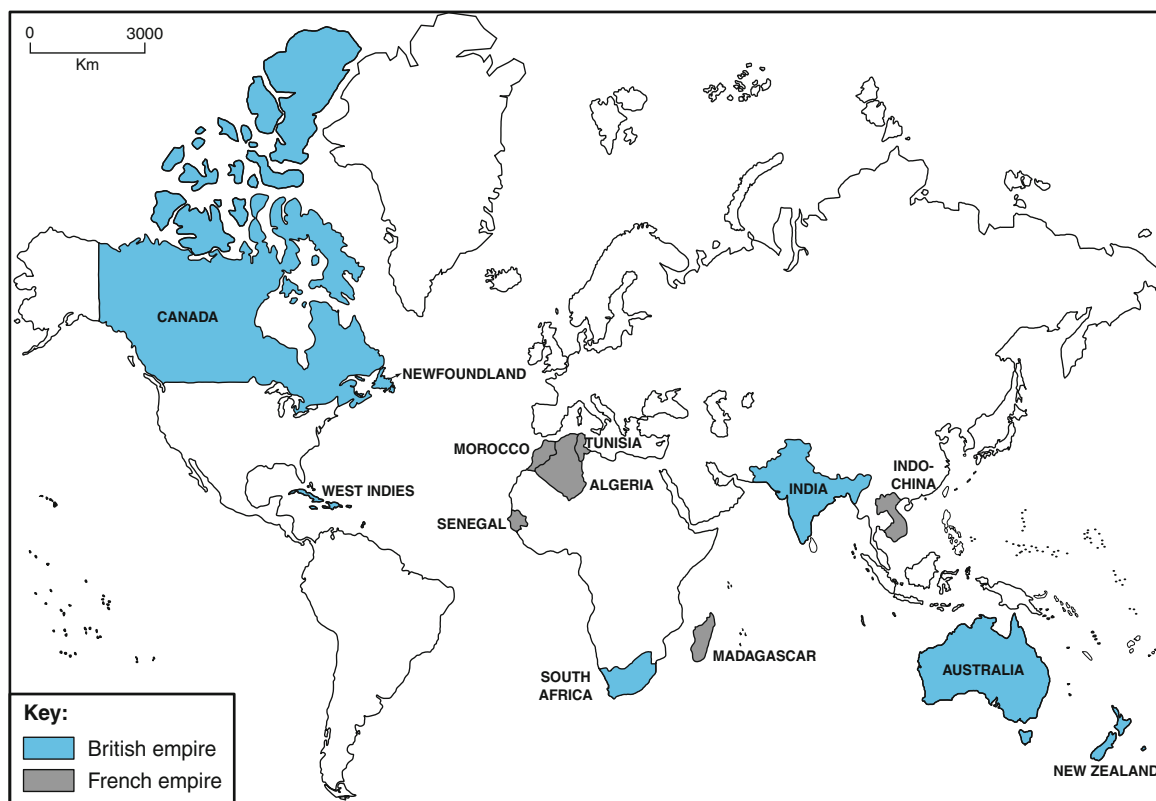 0 3000
Km
CANADA
NEWFOUNDLAND
MOROCCO
TUNISIA
ALGERIA
WEST INDIES
SENEGAL
INDIA
INDO-
CHINA
MADAGASCAR
SOUTH
AFRICA
AUSTRALIA
NEW ZEALAND
Key:
British empire
French empire